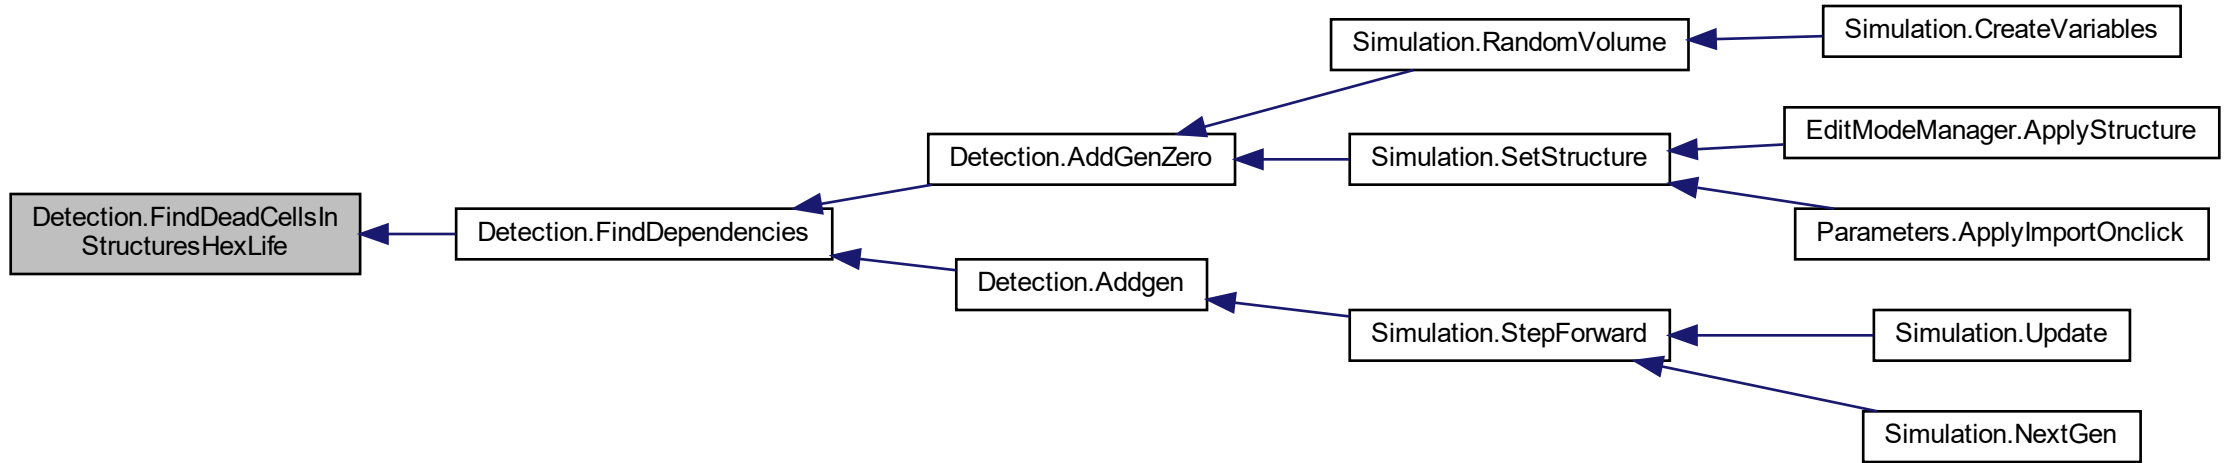 Simulation.CreateVariables
Simulation.RandomVolume
EditModeManager.ApplyStructure
Detection.AddGenZero
Simulation.SetStructure
Detection.FindDeadCellsIn
StructuresHexLife
Detection.FindDependencies
Parameters.ApplyImportOnclick
Detection.Addgen
Simulation.StepForward
Simulation.Update
Simulation.NextGen